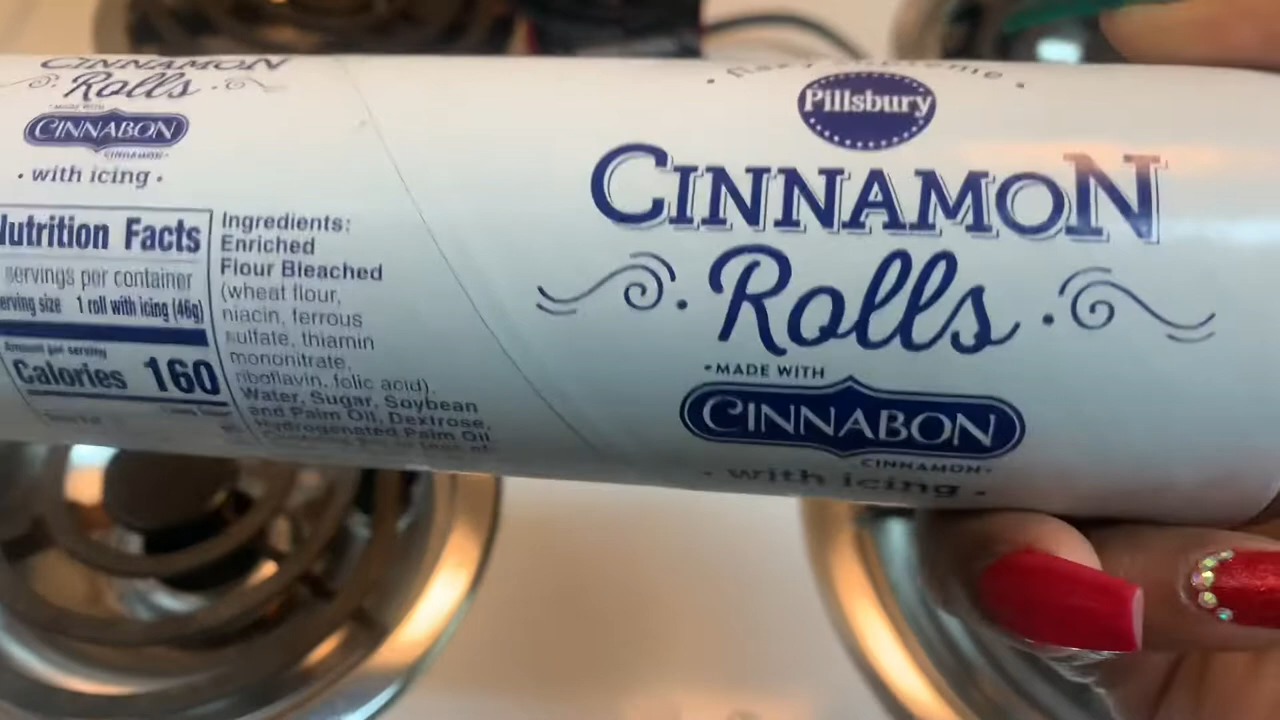 CINNAMON
Rolls
MADE WITH
CINNABON
CINNAMON
• with icing •
Nutrition Facts
servings per container
serving size 1 roll with icing (46g)
Amount per serving
Calories 160
Ingredients:
Enriched
Flour Bleached
(wheat flour,
niacin, ferrous
sulfate, thiamin
mononitrate,
riboflavin, folic acid),
Water, Sugar, Soybean
and Palm Oil, Dextrose,
Hydrogenated Palm Oil
Pillsbury
CINNAMON
Rolls
•MADE WITH
CINNABON
CINNAMON•
• with icing •